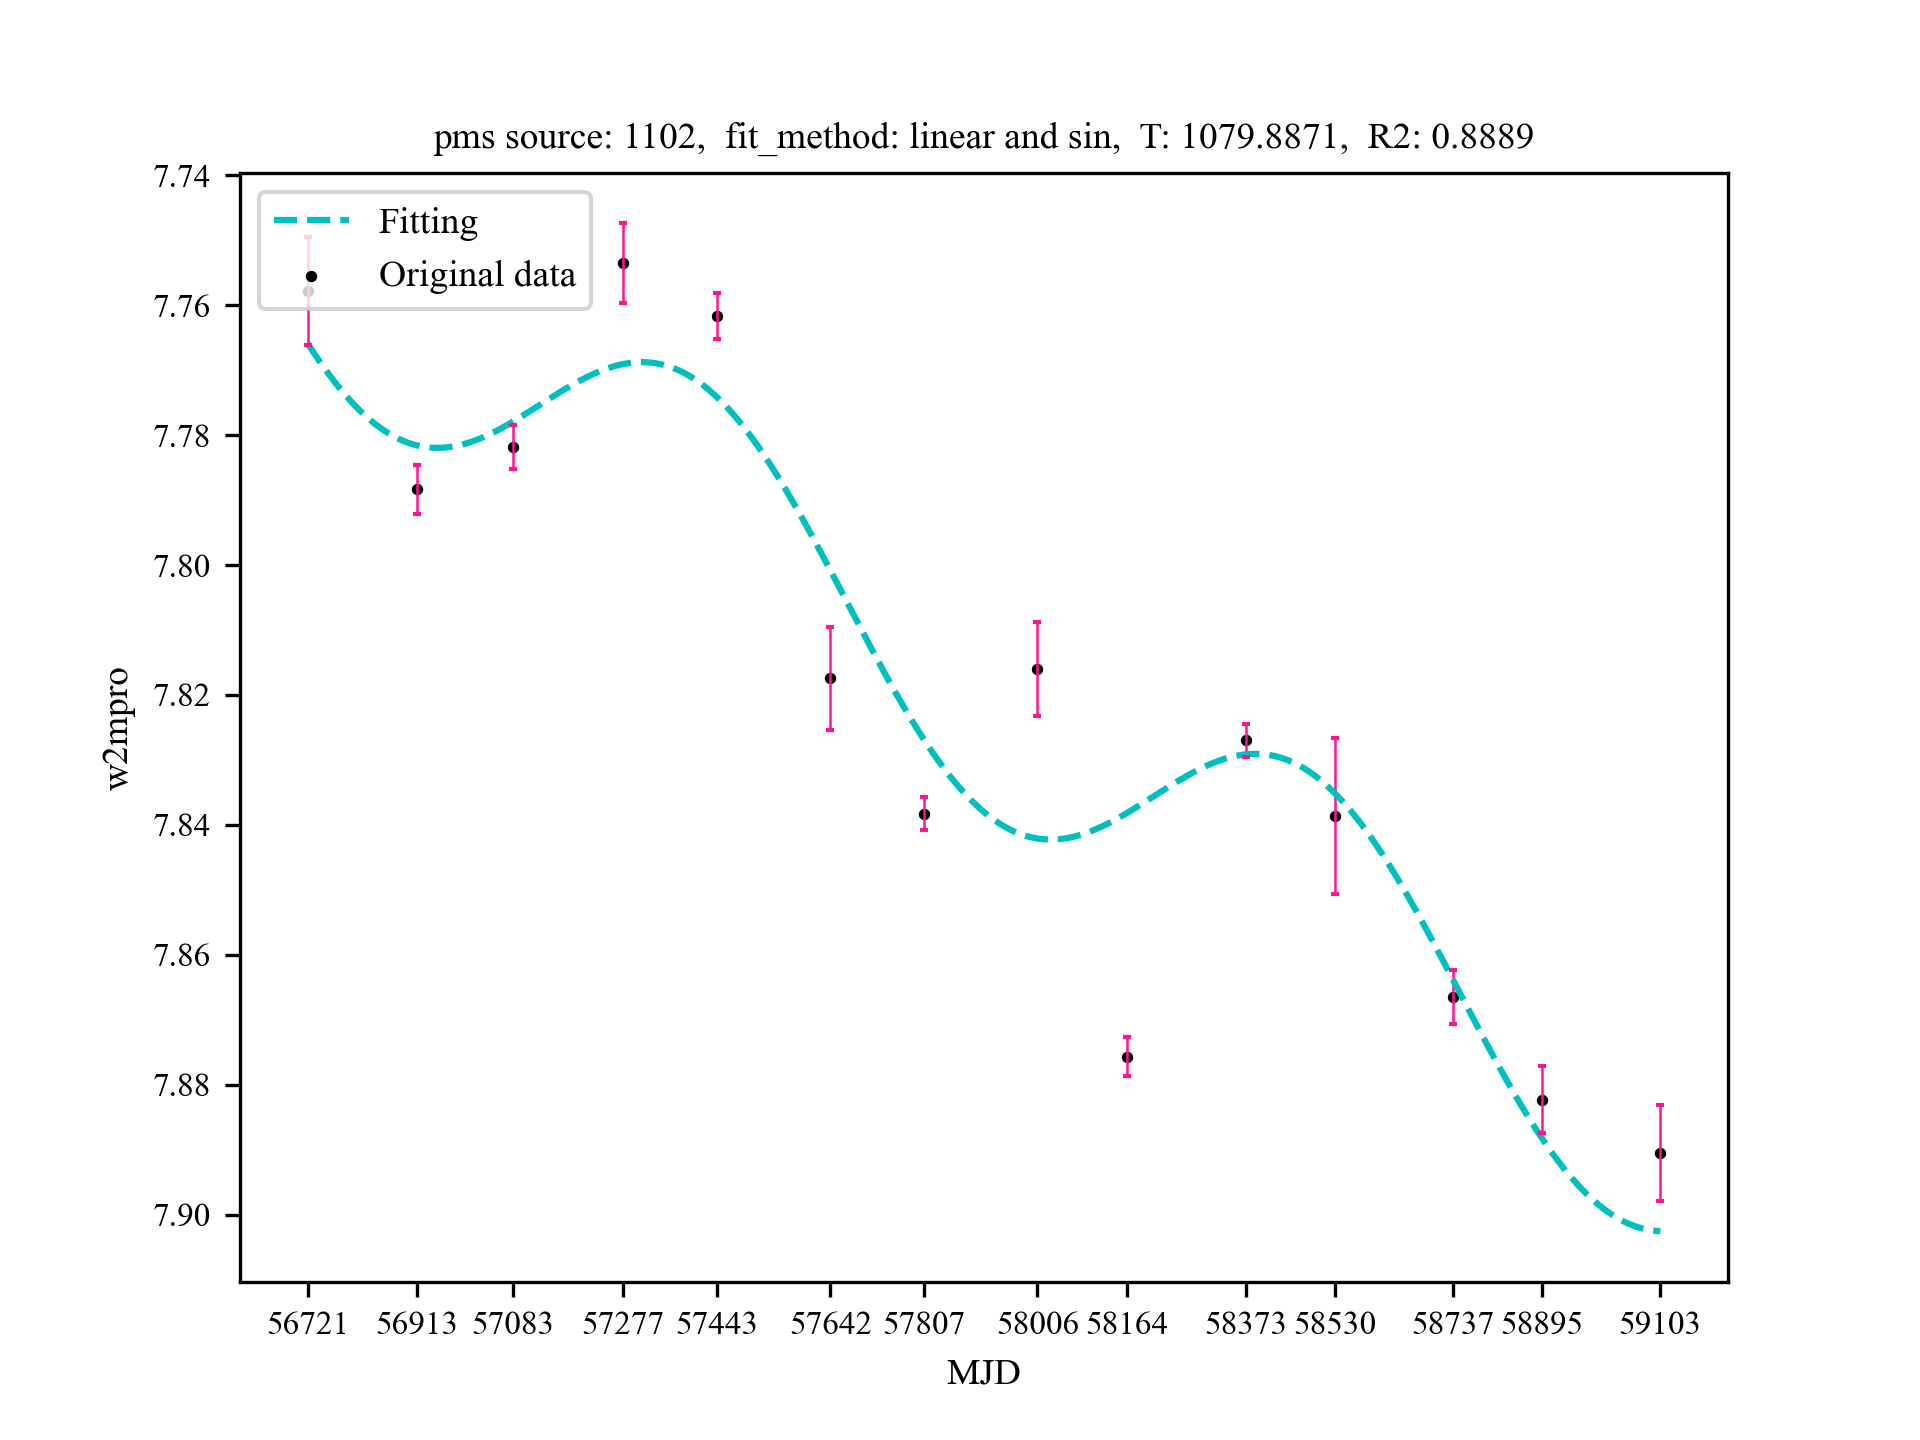 pms source: 1102,  fit_method: linear and sin,  T: 1079.8871,  R2: 0.8889
Fitting
Original data
7.74
7.76
7.78
7.80
7.82
7.84
7.86
7.88
7.90
w2mpro
56721 56913 57083 57277 57443 57642 57807 58006 58164 58373 58530 58737 58895 59103
MJD